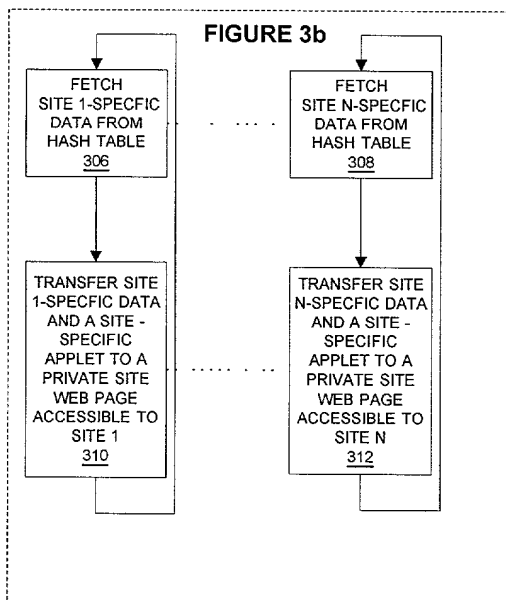 FIGURE 3b
FETCH
SITE 1-SPECFIC
DATA FROM
HASH TABLE
306
FETCH
SITE N-SPECFIC
DATA FROM
HASH TABLE
308
TRANSFER SITE
1-SPECFIC DATA
AND A SITE -
SPECIFIC
APPLET TO A
PRIVATE SITE
WEB PAGE
ACCESSIBLE TO
SITE 1
310
TRANSFER SITE
N-SPECFIC DATA
AND A SITE -
SPECIFIC
APPLET TO A
PRIVATE SITE
WEB PAGE
ACCESSIBLE TO
SITE N
312